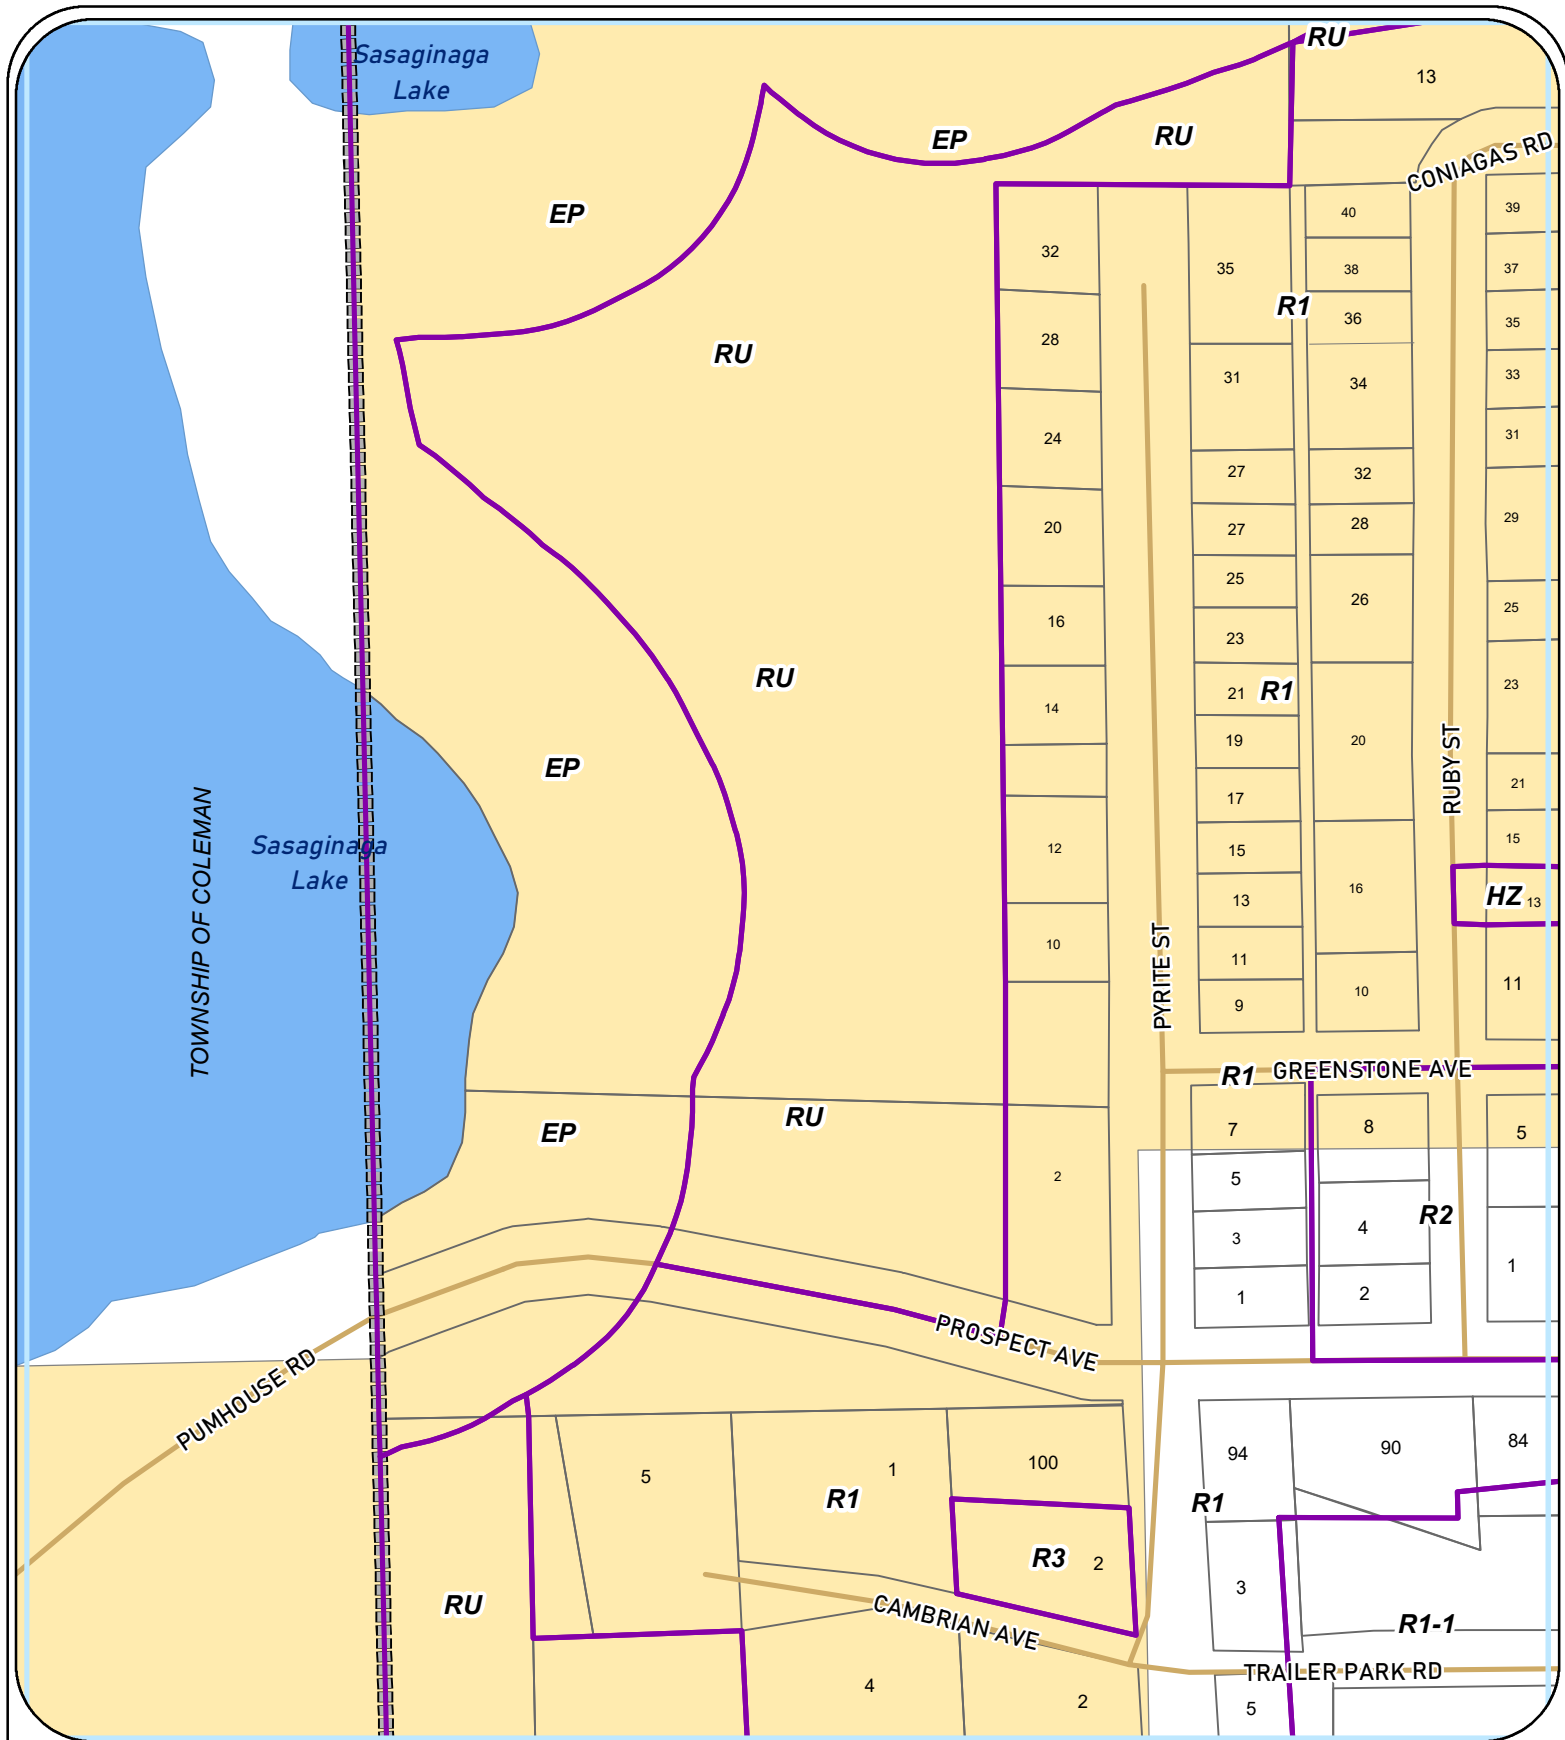 RU
Sasaginaga
Lake
13
EP
RU
CONIAGAS RD
EP
40
39
32
35
38
37
R1
36
35
28
RU
31
34
33
24
31
27
32
20
27
28
29
25
26
16
23
25
RU
21
R1
23
14
19
20
RUBY ST
EP
17
21
TOWNSHIP OF COLEMAN
Sasaginaga
Lake
12
15
15
16
13
HZ
13
10
11
PYRITE ST
9
10
11
R1
GREENSTONE AVE
EP
RU
7
8
5
2
5
R2
3
4
1
1
2
PROSPECT AVE
PUMHOUSE RD
5
1
100
94
90
84
R1
R1
R3
2
3
RU
CAMBRIAN AVE
R1-1
TRAILER PARK RD
4
2
5